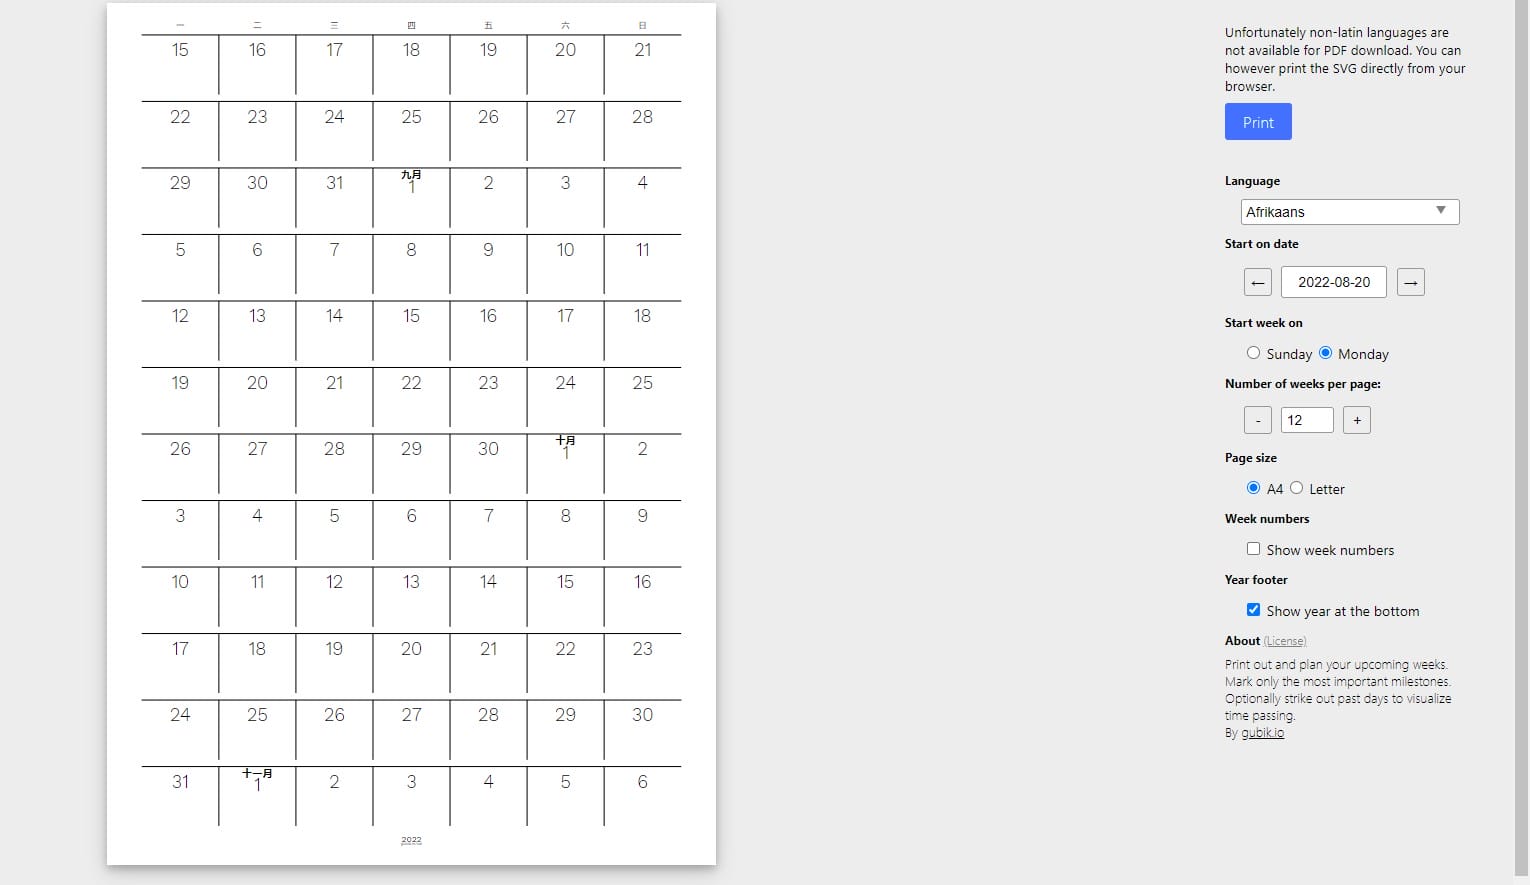 一 二 三 四 五 六 日
15 16 17 18 19 20 21
22 23 24 25 26 27 28
九月
29 30 31 1 2 3 4
5 6 7 8 9 10 11
12 13 14 15 16 17 18
19 20 21 22 23 24 25
十月
26 27 28 29 30 1 2
3 4 5 6 7 8 9
10 11 12 13 14 15 16
17 18 19 20 21 22 23
24 25 26 27 28 29 30
十一月
31 1 2 3 4 5 6
2022
Unfortunately non-latin languages are
not available for PDF download. You can
however print the SVG directly from your
browser.
Print
Language
Afrikaans
Start on date
← 2022-08-20 →
Start week on
Sunday Monday
Number of weeks per page:
- 12 +
Page size
A4 Letter
Week numbers
Show week numbers
Year footer
Show year at the bottom
About (License)
Print out and plan your upcoming weeks.
Mark only the most important milestones.
Optionally strike out past days to visualize
time passing.
By gubik.io